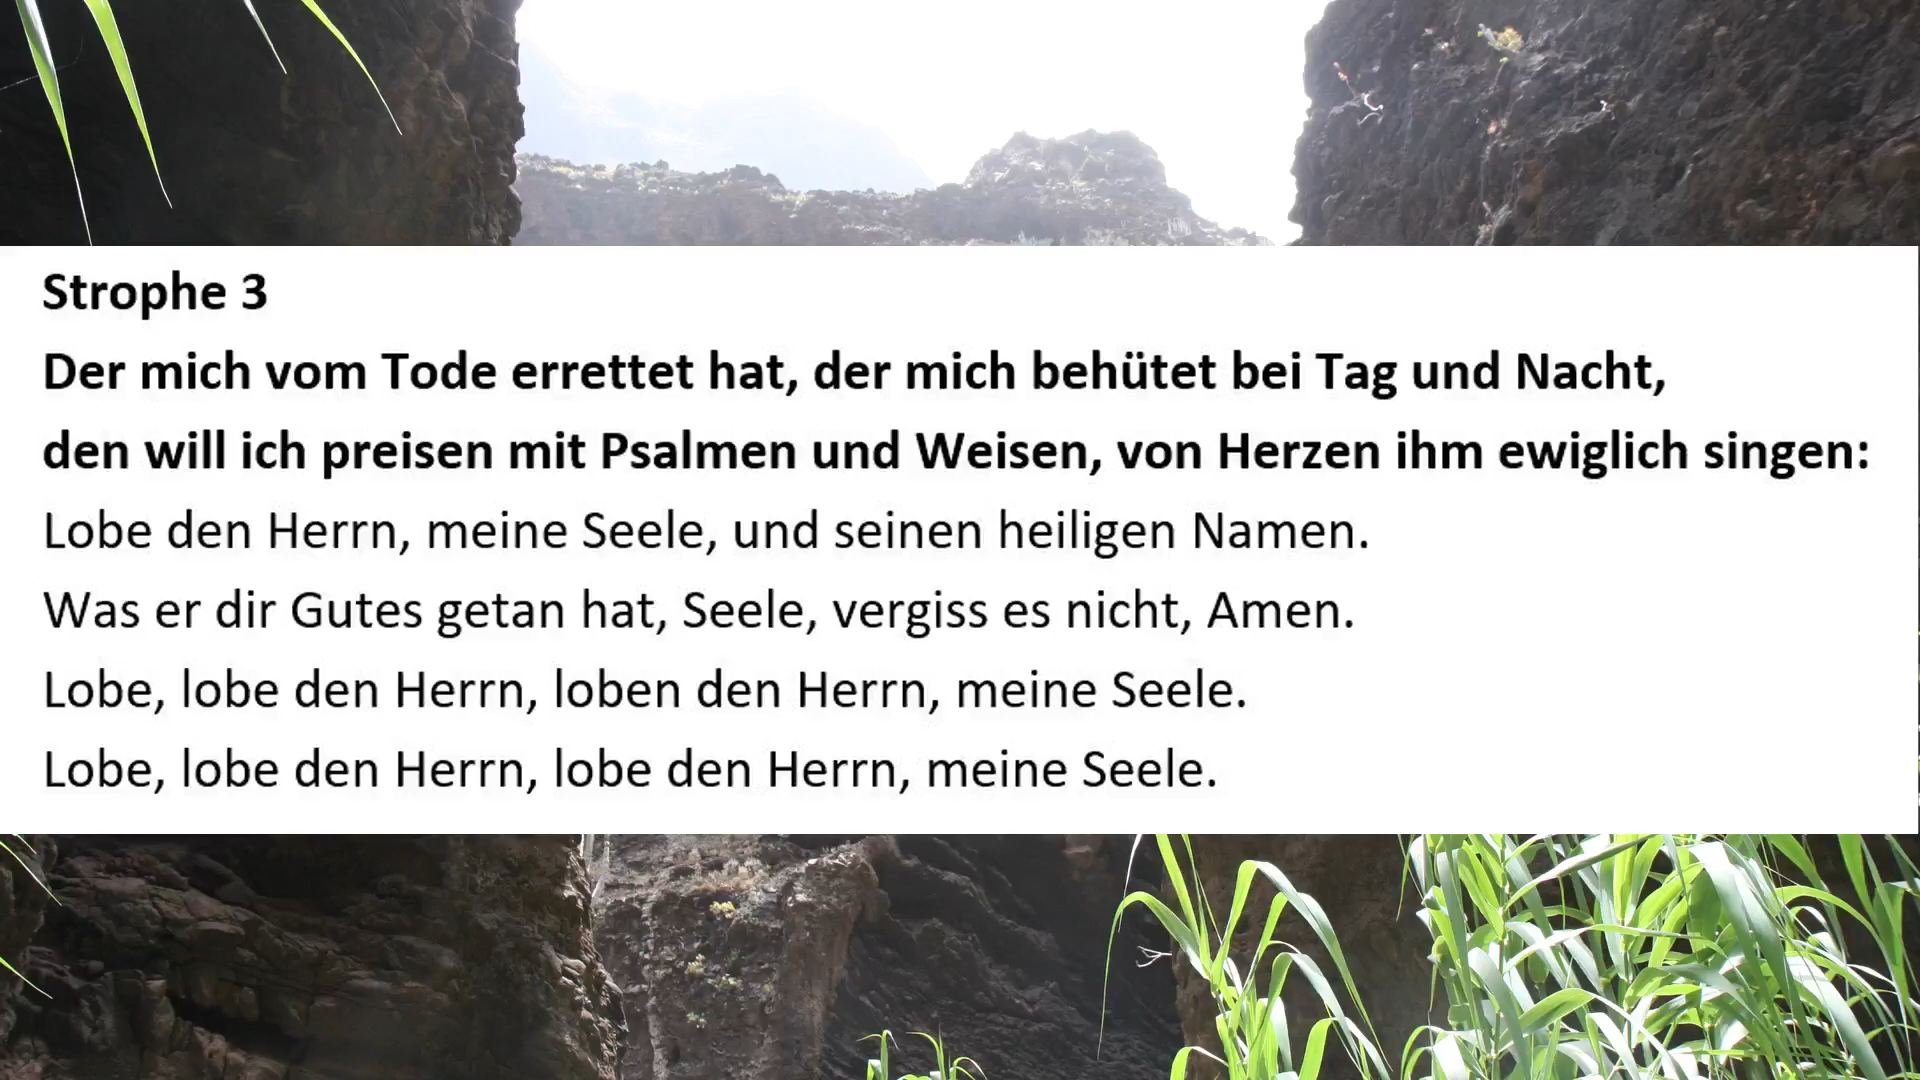 Strophe 3
Der mich vom Tode errettet hat, der mich behütet bei Tag und Nacht,
den will ich preisen mit Psalmen und Weisen, von Herzen ihm ewiglich singen:
Lobe den Herrn, meine Seele, und seinen heiligen Namen.
Was er dir Gutes getan hat, Seele, vergiss es nicht, Amen.
Lobe, lobe den Herrn, loben den Herrn, meine Seele.
Lobe, lobe den Herrn, lobe den Herrn, meine Seele.